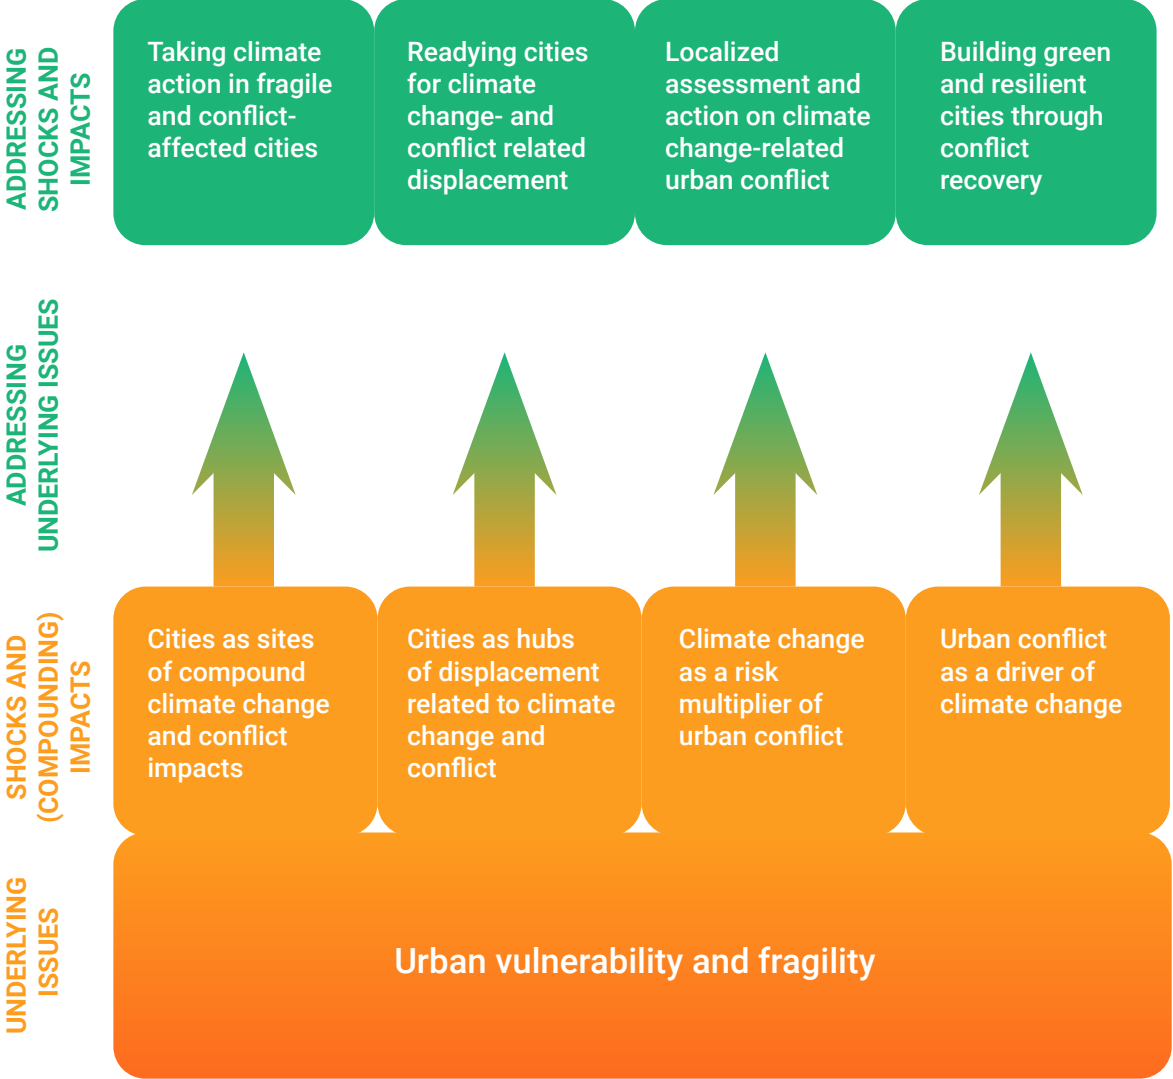 ADDRESSING
SHOCKS AND
IMPACTS
Taking climate
action in fragile
and conflict-
affected cities
Readying cities
for climate
change- and
conflict related
displacement
Localized
assessment and
action on climate
change-related
urban conflict
Building green
and resilient
cities through
conflict
recovery
ADDRESSING
UNDERLYING ISSUES
SHOCKS AND
(COMPOUNDING)
IMPACTS
Cities as sites
of compound
climate change
and conflict
impacts
Cities as hubs
of displacement
related to climate
change and
conflict
Climate change
as a risk
multiplier of
urban conflict
Urban conflict
as a driver of
climate change
UNDERLYING
ISSUES
Urban vulnerability and fragility